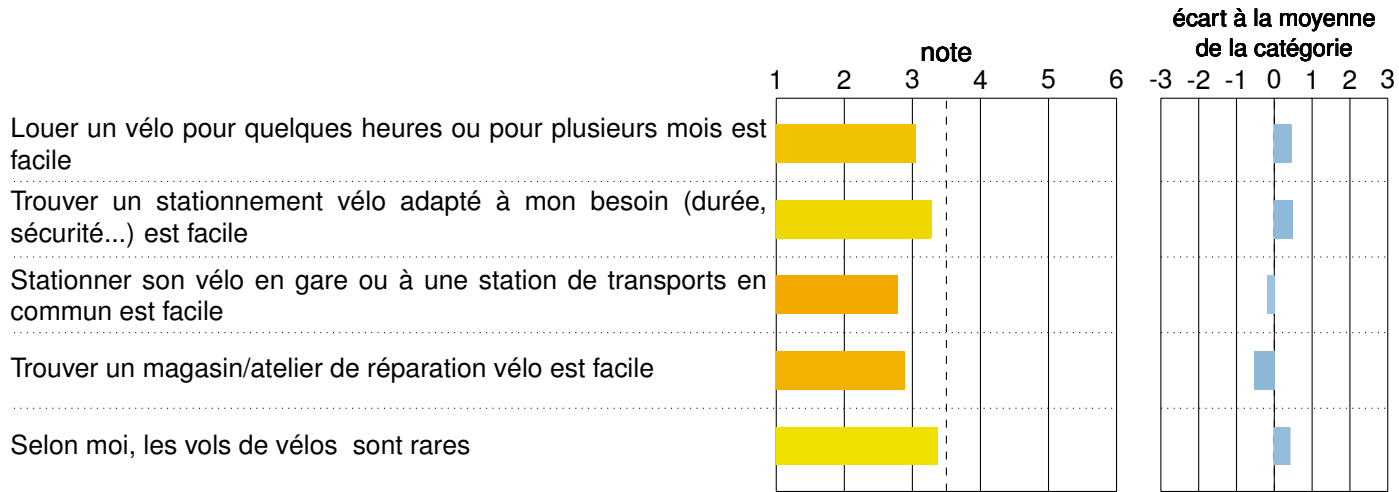 écart à la moyenne
note de la catégorie
1 2 3 4 5 6 -3 -2 -1 0 1 2 3
Louer un vélo pour quelques heures ou pour plusieurs mois est
facile
Trouver un stationnement vélo adapté à mon besoin (durée,
sécurité...) est facile
Stationner son vélo en gare ou à une station de transports en
commun est facile
Trouver un magasin/atelier de réparation vélo est facile
Selon moi, les vols de vélos sont rares